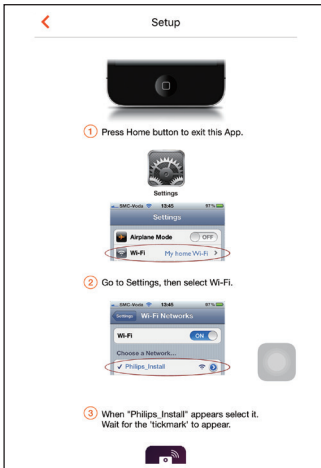 Setup
1 Press Home button to exit this App.
Settings
SMC-Voda 13:45 97%
Settings
Airplane Mode OFF
Wi-Fi My home Wi-Fi
2 Go to Settings, then select Wi-Fi.
SMC-Voda 13:45 97%
Settings Wi-Fi Networks
Wi-Fi ON
Choose a Network...
✓ Philips_Install
3 When "Philips_Install" appears select it.
Wait for the 'tickmark' to appear.